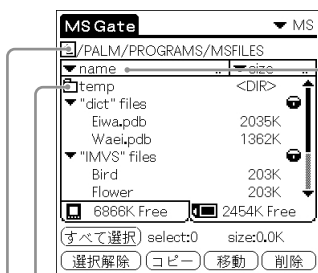 MS Gate ▼ MS
/PALM/PROGRAMS/MSFILES
▼name .. ▼size ..
temp <DIR>
▼"dict" files
Eiwa.pdb 2035K
Waei.pdb 1362K
▼"IMVS" files
Bird 203K
Flower 203K
6866K Free 2454K Free
すべて選択 select:0 size:0.0K
選択解除 コピー 移動 削除